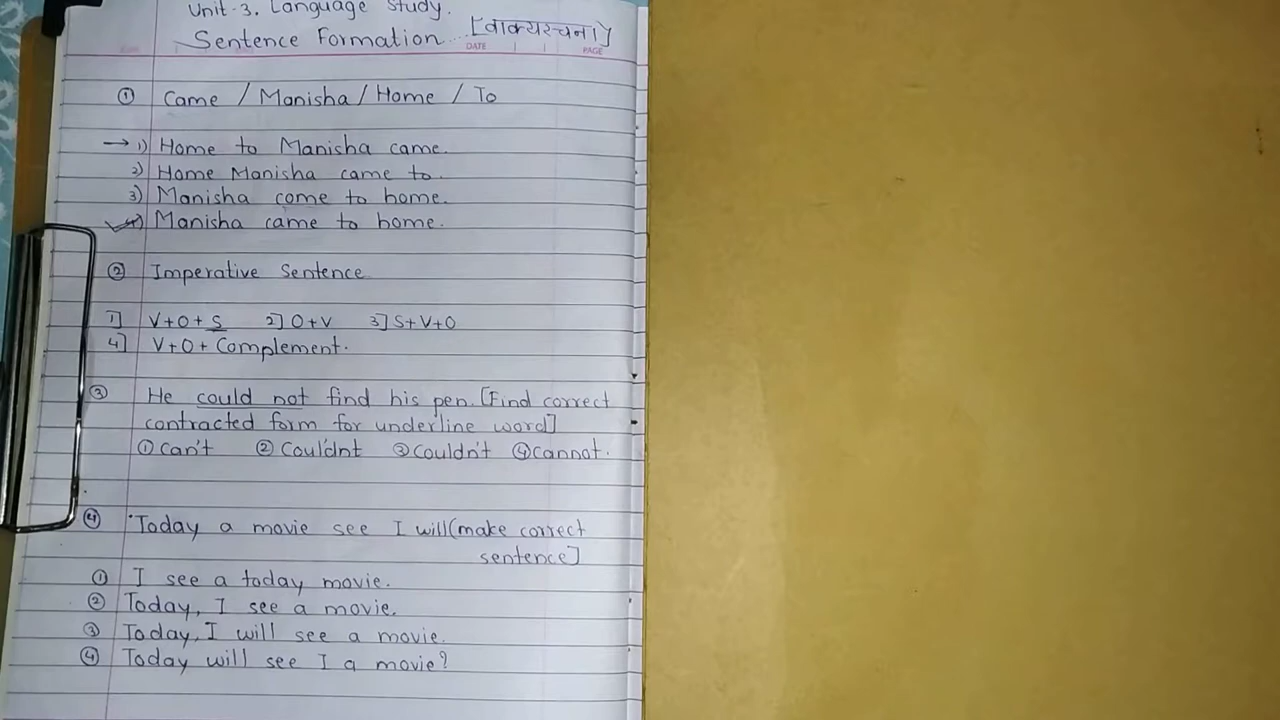 Unit-3. Language Study.
Sentence Formation [वाक्यरचना]
DATE PAGE
① Came / Manisha / Home / To
→ 1) Home to Manisha came.
2) Home Manisha came to.
3) Manisha come to home.
4) Manisha came to home.
② Imperative Sentence
1] V+O+S 2] O+V 3] S+V+O
4] V+O+Complement.
③ He could not find his pen. [Find correct
contracted form for underline word]
① Can't ② Could'nt ③ Couldn't ④ cannot.
④ Today a movie see I will (make correct
sentence]
① I see a today movie.
② Today, I see a movie.
③ Today, I will see a movie.
④ Today will see I a movie?